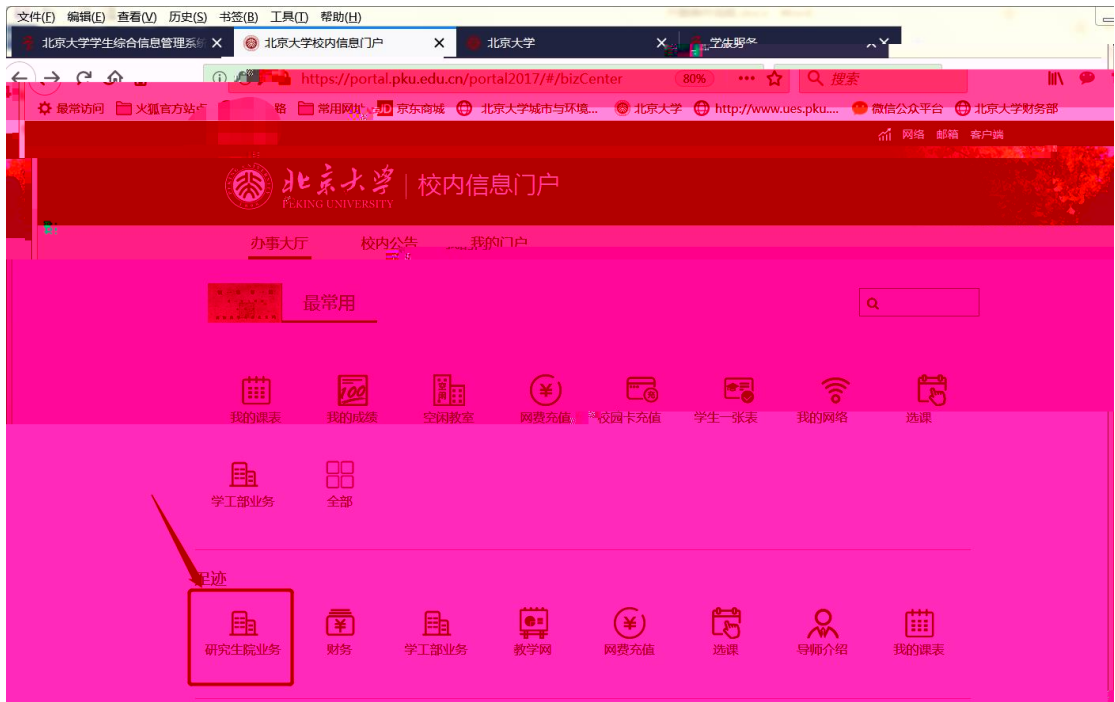 文件(F) 编辑(E) 查看(V) 历史(S) 书签(B) 工具(T) 帮助(H)
北京大学学生综合信息管理系统 北京大学校内信息门户 北京大学
https://portal.pku.edu.cn/portal2017/#/bizCenter 80% 搜索
最常访问 火狐官方站点 常用网址 JD 京东商城 北京大学城市与环境... 北京大学 http://www.ues.pku.... 微信公众平台 北京大学财务部
网络 邮箱 客户端
北京大学 校内信息门户
PEKING UNIVERSITY
办事大厅 校内公告 我的门户
最常用
我的课表 我的成绩 空闲教室 网费充值 校园卡充值 学生一张表 我的网络 选课
学工部业务 全部
足迹
研究生院业务 财务 学工部业务 教学网 网费充值 选课 导师介绍 我的课表